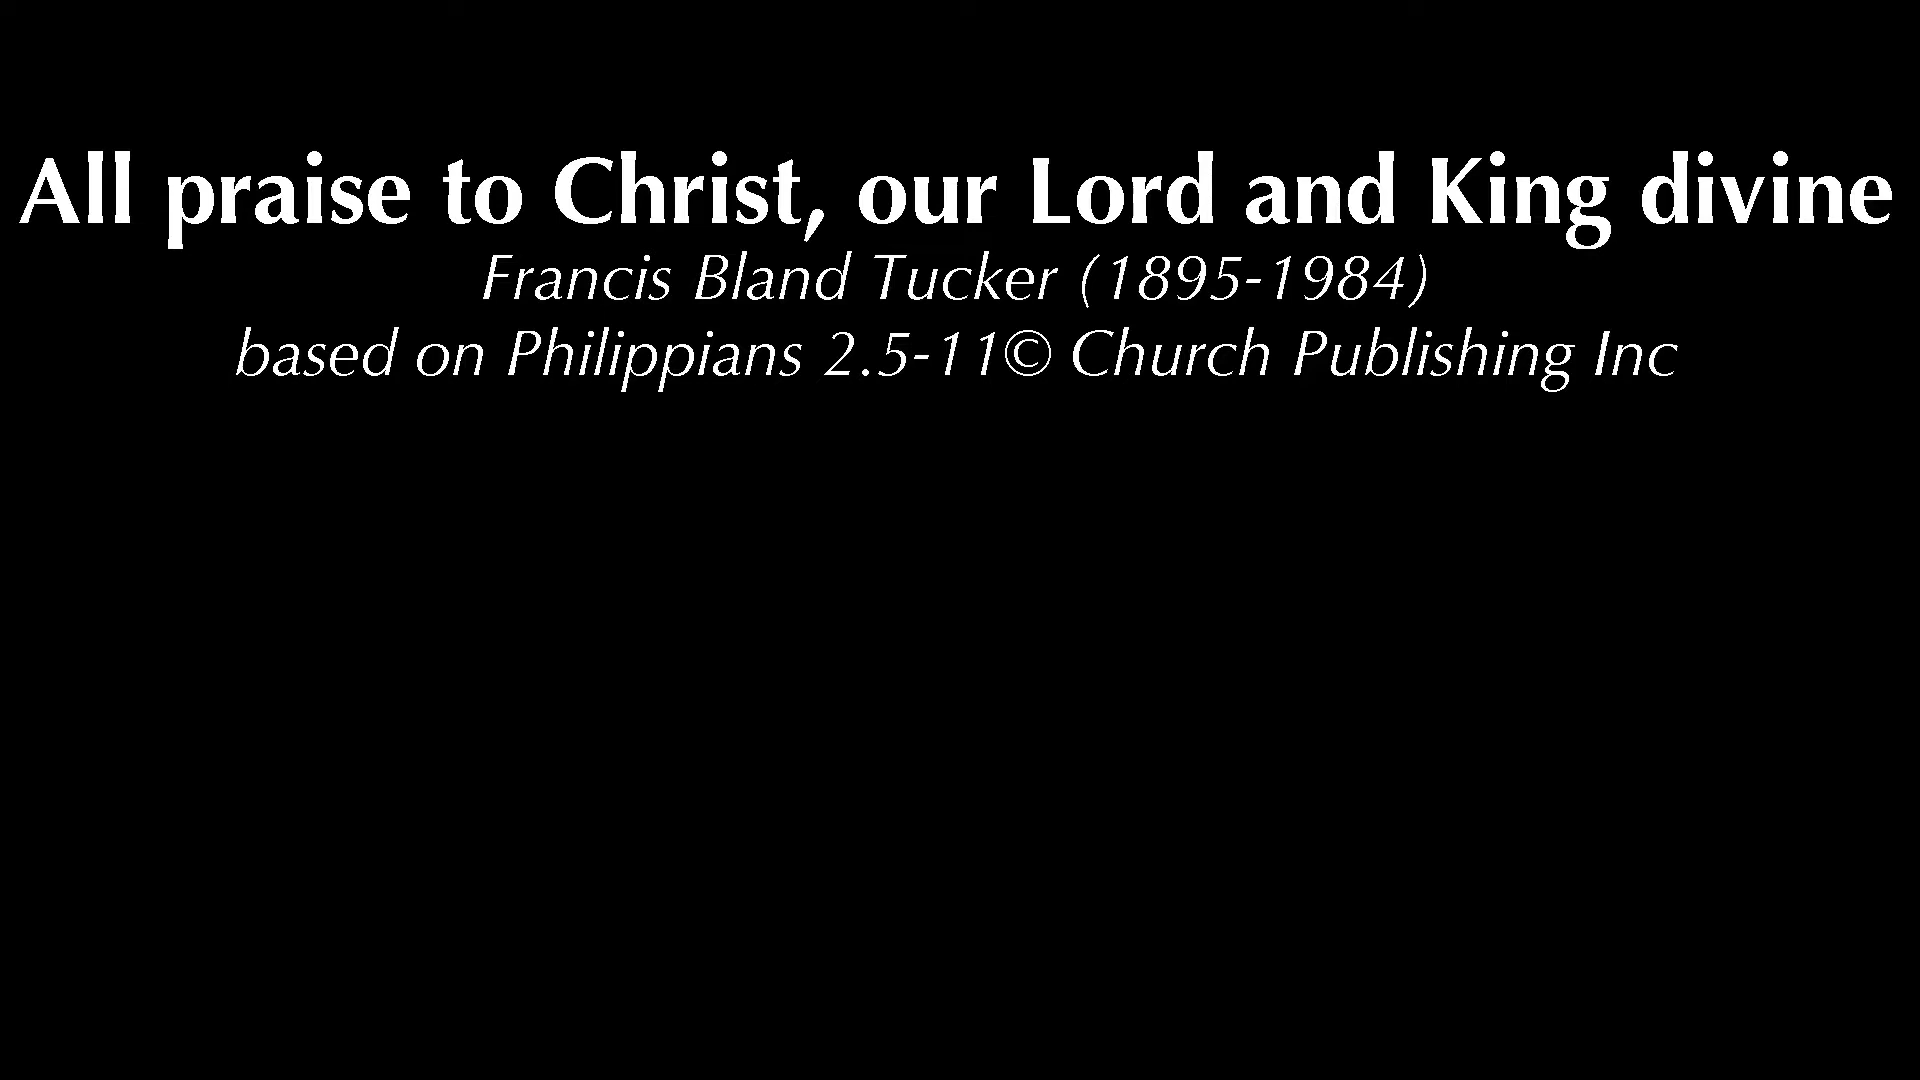 All praise to Christ, our Lord and King divine
Francis Bland Tucker (1895-1984)
based on Philippians 2.5-11© Church Publishing Inc